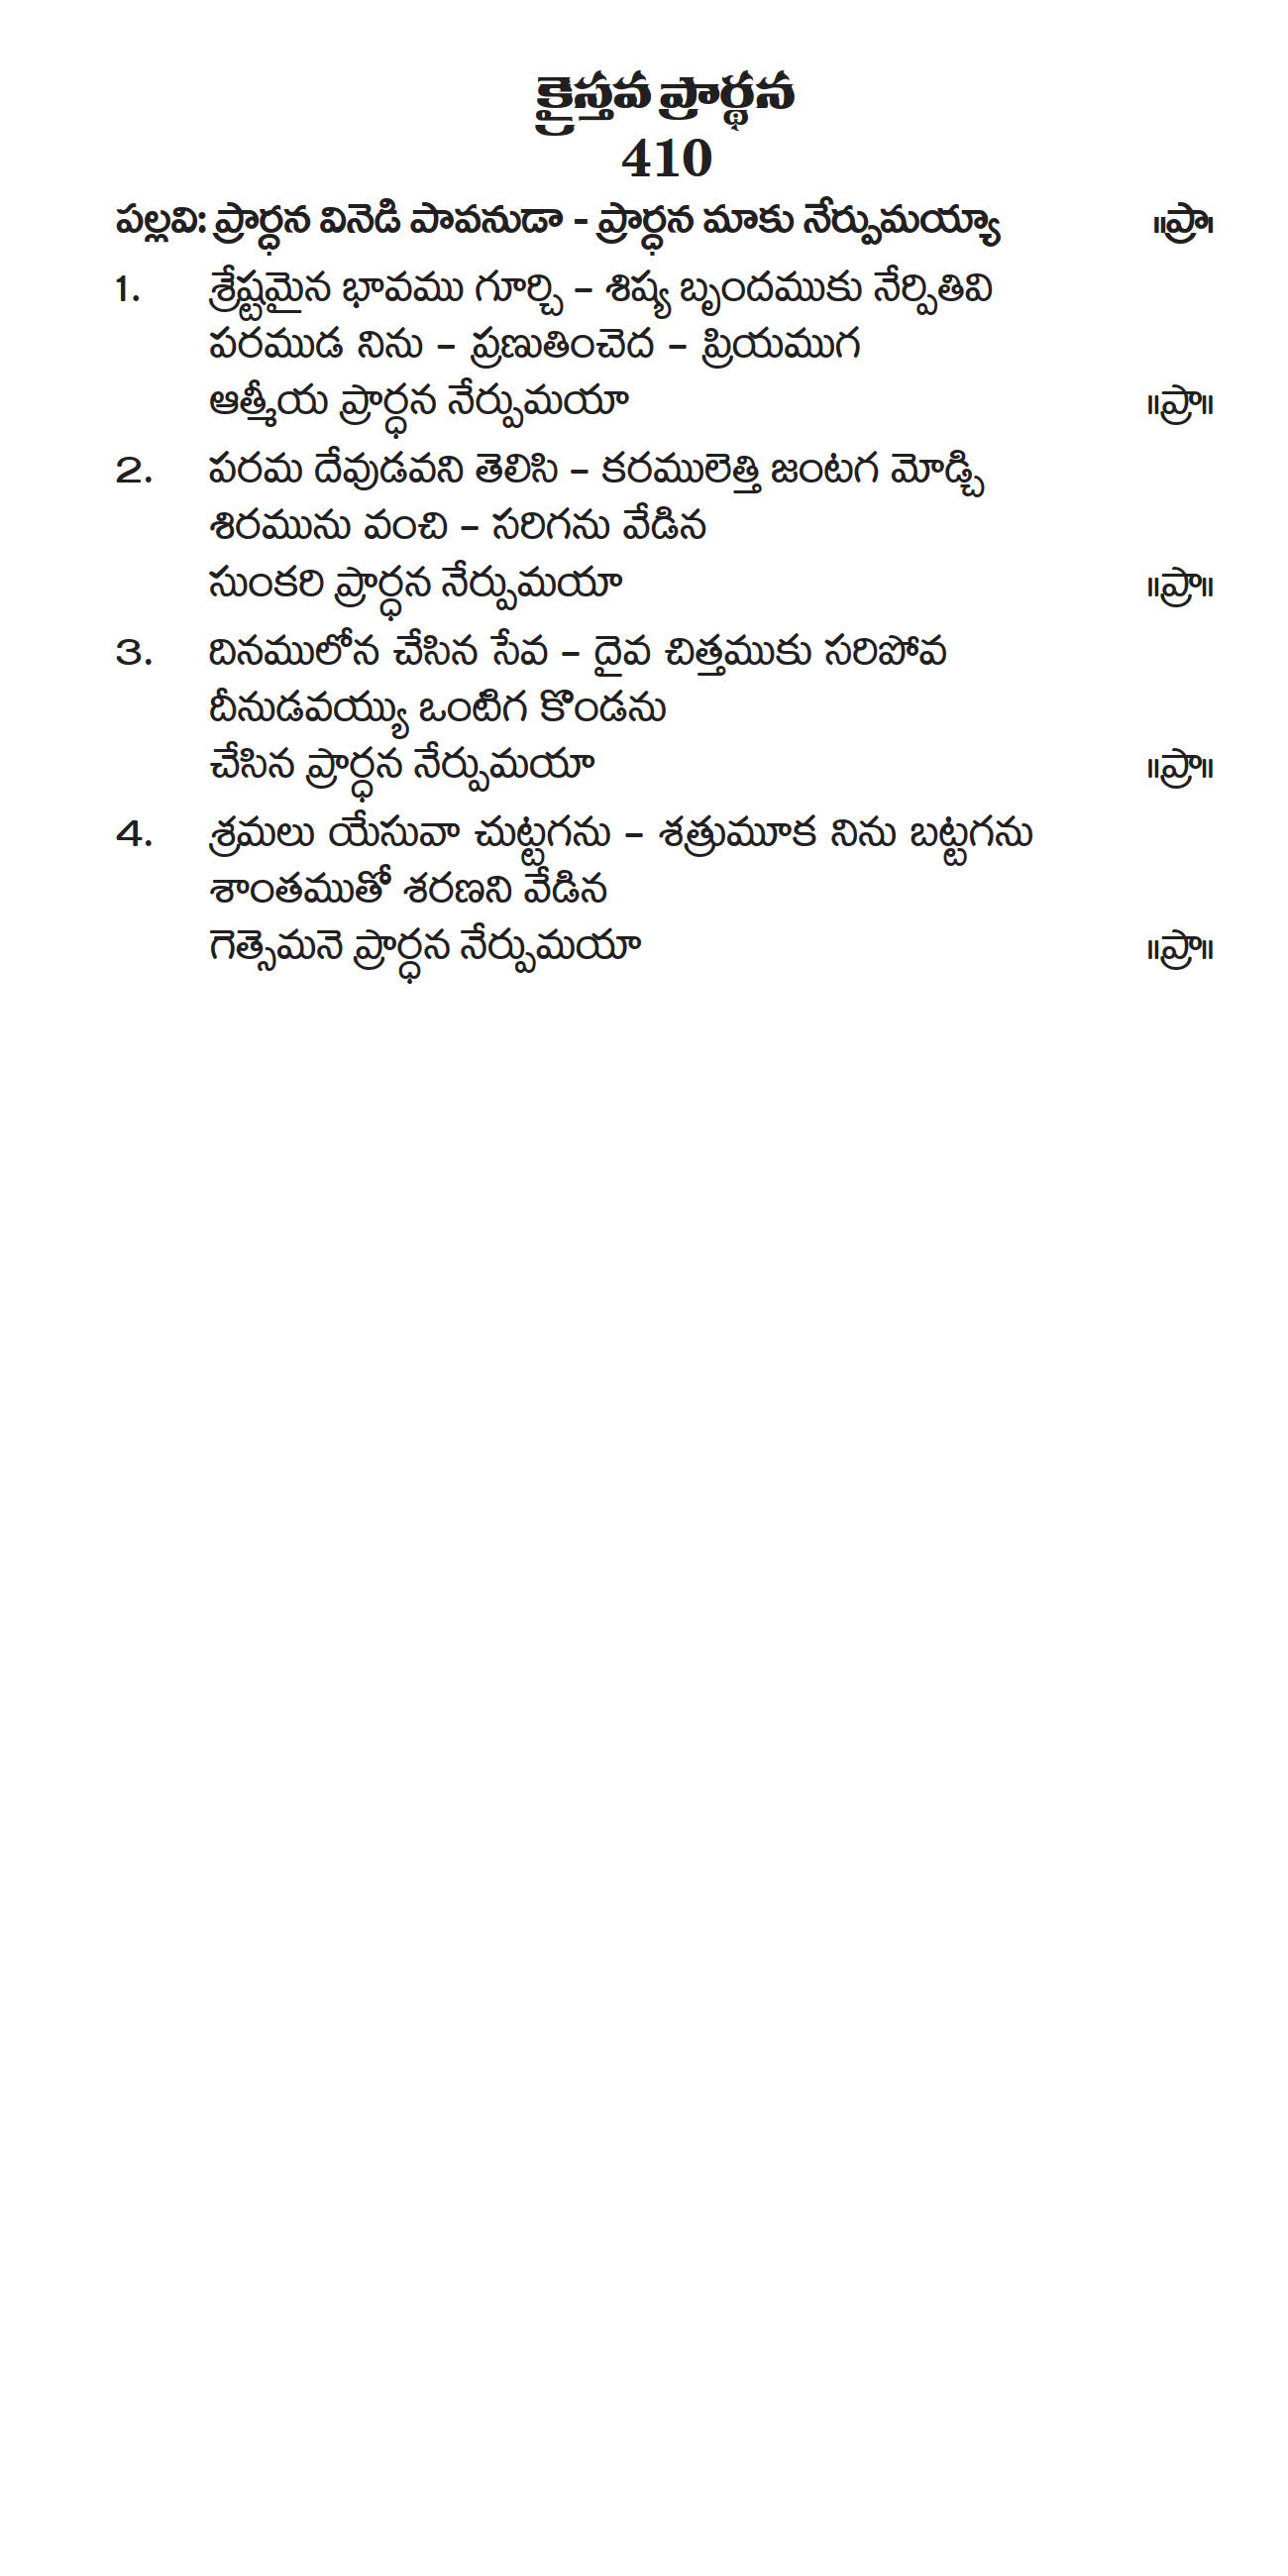 క్రైస్తవ ప్రార్థన
410
పల్లవి: ప్రార్ధన వినెడి పావనుడా - ప్రార్ధన మాకు నేర్పుమయ్యా ॥ప్రా।
1. శ్రేష్టమైన భావము గూర్చి – శిష్య బృందముకు నేర్పితివి
పరముడ నిను – ప్రణుతించెద – ప్రియముగ
ఆత్మీయ ప్రార్ధన నేర్పుమయా ॥ప్రా॥
2. పరమ దేవుడవని తెలిసి – కరములెత్తి జంటగ మోడ్చి
శిరమును వంచి – సరిగను వేడిన
సుంకరి ప్రార్ధన నేర్పుమయా ॥ప్రా॥
3. దినములోన చేసిన సేవ – దైవ చిత్తముకు సరిపోవ
దీనుడవయ్యు ఒంటిగ కొండను
చేసిన ప్రార్ధన నేర్పుమయా ॥ప్రా॥
4. శ్రమలు యేసువా చుట్టగను – శత్రుమూక నిను బట్టగను
శాంతముతో శరణని వేడిన
గెత్సెమనె ప్రార్ధన నేర్పుమయా ॥ప్రా॥